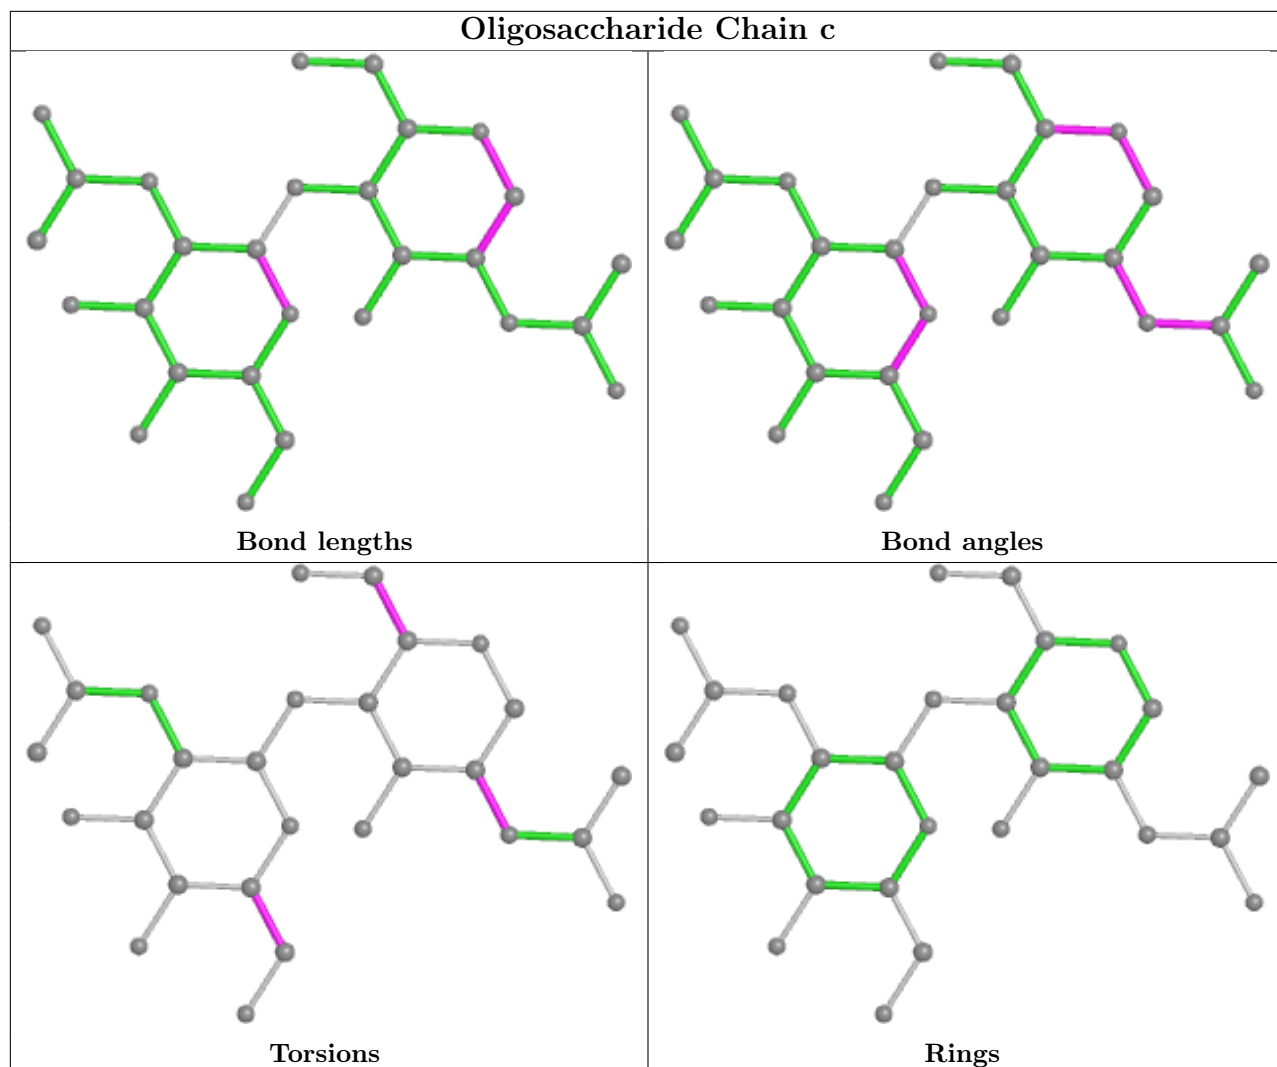 Oligosaccharide Chain c
Bond lengths
Bond angles
Torsions
Rings